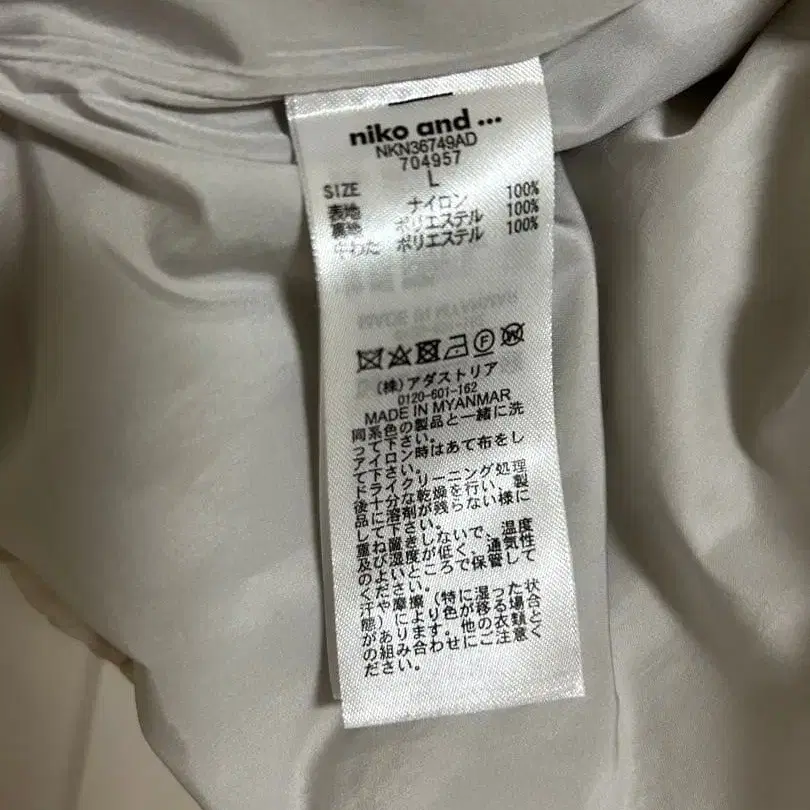 niko and ...
NKN36749AD
704957
SIZE L
表地 ナイロン 100%
裏地 ポリエステル 100%
中わた ポリエステル 100%
MADE IN MYANMAR
(株)アダストリア
0120-601-162
MADE IN MYANMAR
同系色の製品と一緒に洗
って下さい。
アイロン時はあて布をし
て下さい。
ドライクリーニング処理
後十分な乾燥を行い、製
品に溶剤が残らない様に
して下さい。
重ね置きしないで、温度
及び湿度が低く、通気性
のよいところで保管して
ください。
汗や摩擦(特に湿った状
態)により色が移る場合
があります。他の衣類と
の組み合わせにご注意く
ださい。